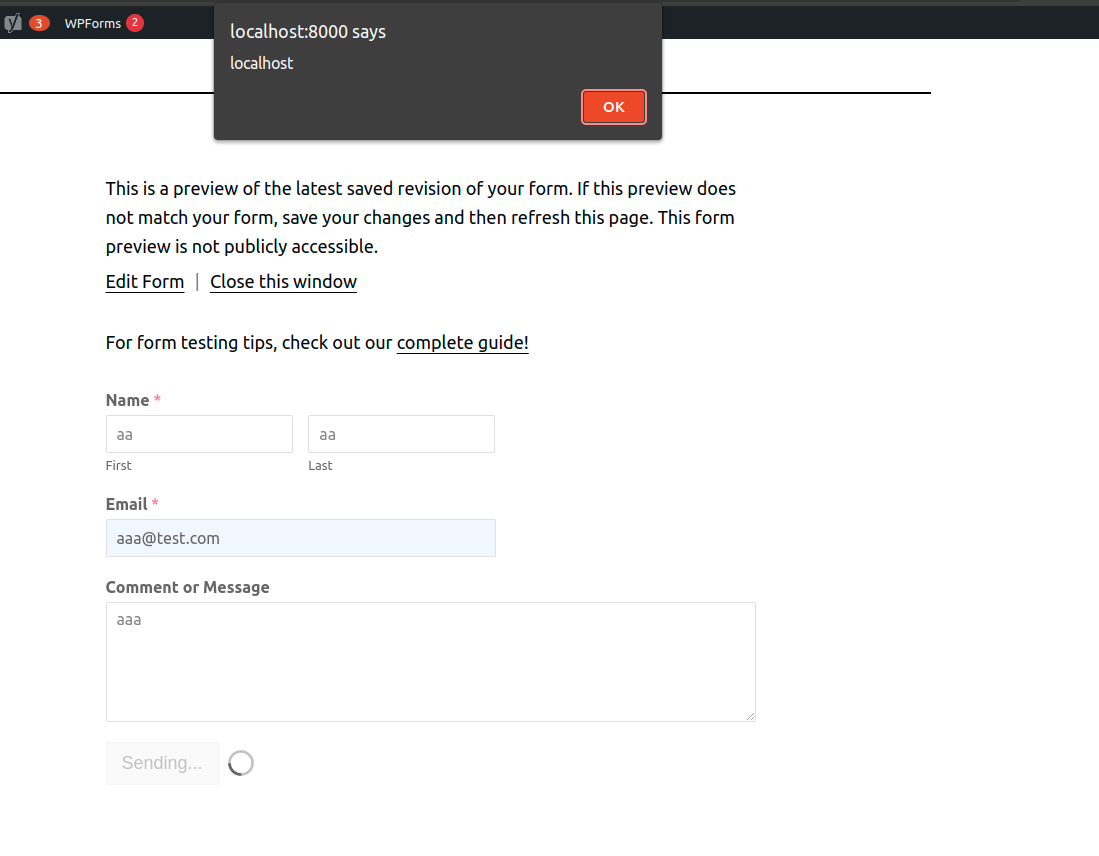 3 WPForms 2
localhost:8000 says
localhost
OK
This is a preview of the latest saved revision of your form. If this preview does
not match your form, save your changes and then refresh this page. This form
preview is not publicly accessible.
Edit Form | Close this window
For form testing tips, check out our complete guide!
Name *
aa aa
First Last
Email *
aaa@test.com
Comment or Message
aaa
Sending...